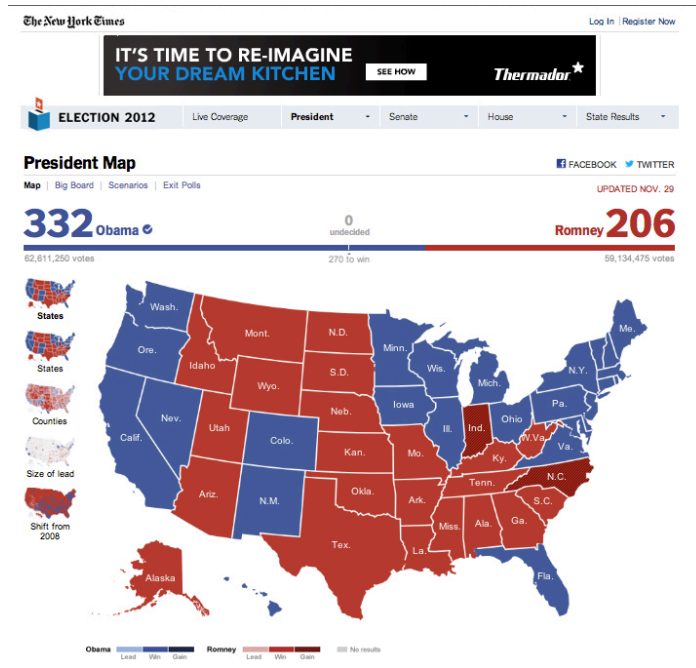 The New York Times
Log In | Register Now
IT'S TIME TO RE-IMAGINE
YOUR DREAM KITCHEN
SEE HOW
Thermador
ELECTION 2012
Live Coverage
President
Senate
House
State Results
President Map
FACEBOOK TWITTER
Map | Big Board | Scenarios | Exit Polls
UPDATED NOV. 29
332 Obama
0
undecided
Romney 206
62,611,250 votes
270 to win
59,134,475 votes
States
States
Counties
Size of lead
Shift from
2008
Wash.
Mont.
N.D.
Minn.
Me.
Ore.
Idaho
S.D.
Wis.
Mich.
N.Y.
Wyo.
Iowa
Pa.
Nev.
Utah
Neb.
Ill.
Ind.
Ohio
Calif.
Colo.
Kan.
Mo.
W.Va.
Va.
Ky.
Ariz.
N.M.
Okla.
Ark.
Tenn.
N.C.
S.C.
Tex.
La.
Miss.
Ala.
Ga.
Alaska
Fla.
Obama
Lead Win Gain
Romney
Lead Win Gain
No results